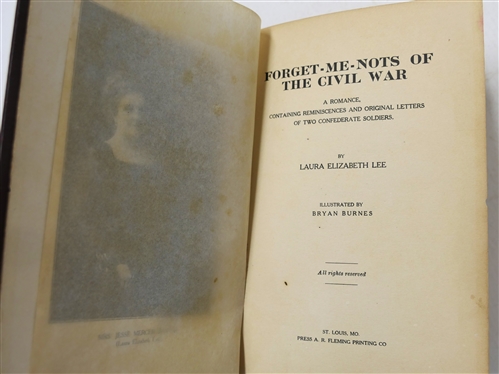 FORGET-ME-NOTS OF
THE CIVIL WAR
A ROMANCE,
CONTAINING REMINISCENCES AND ORIGINAL LETTERS
OF TWO CONFEDERATE SOLDIERS.
BY
LAURA ELIZABETH LEE
ILLUSTRATED BY
BRYAN BURNES
All rights reserved
ST. LOUIS, MO.
PRESS A. R. FLEMING PRINTING CO